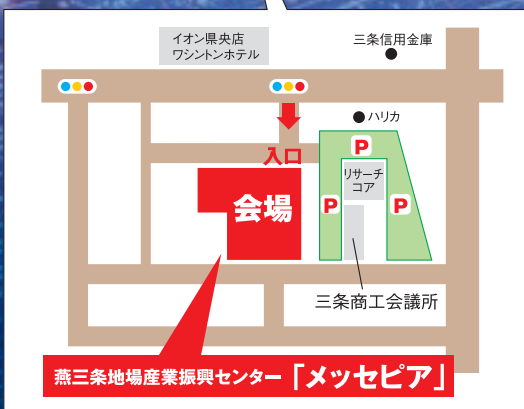 イオン県央店
ワシントンホテル
三条信用金庫
ハリカ
入口
P
リサーチ
コア
会場
P
P
三条商工会議所
燕三条地場産業振興センター「メッセピア」